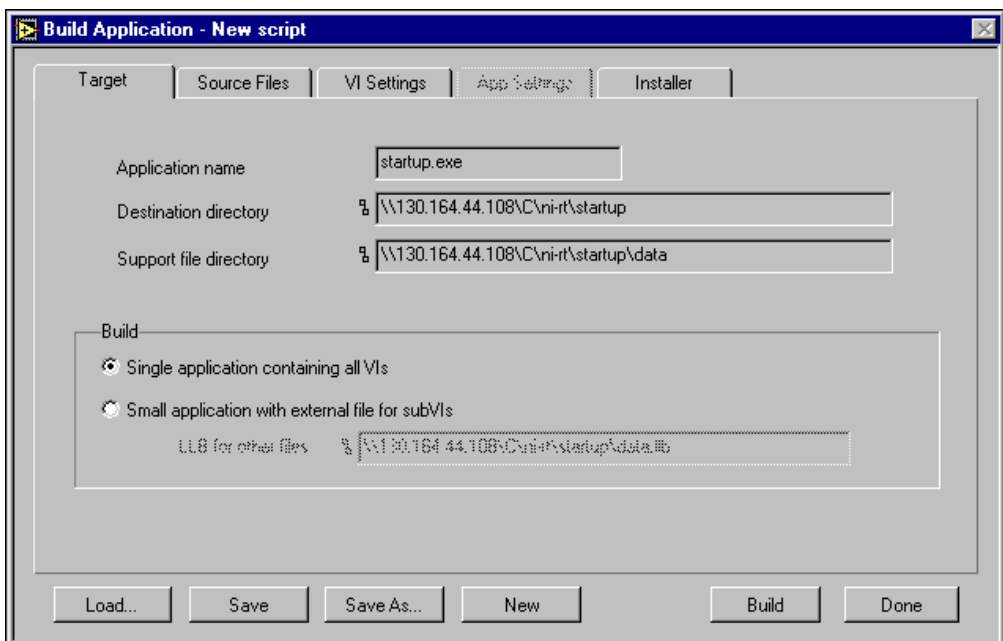 Build Application - New script
Target Source Files VI Settings App Settings Installer
Application name startup.exe
Destination directory \\130.164.44.108\C\ni-rt\startup
Support file directory \\130.164.44.108\C\ni-rt\startup\data
Build
Single application containing all VIs
Small application with external file for subVIs
LLB for other files \\130.164.44.108\C\ni-rt\startup\data.llb
Load... Save Save As... New Build Done